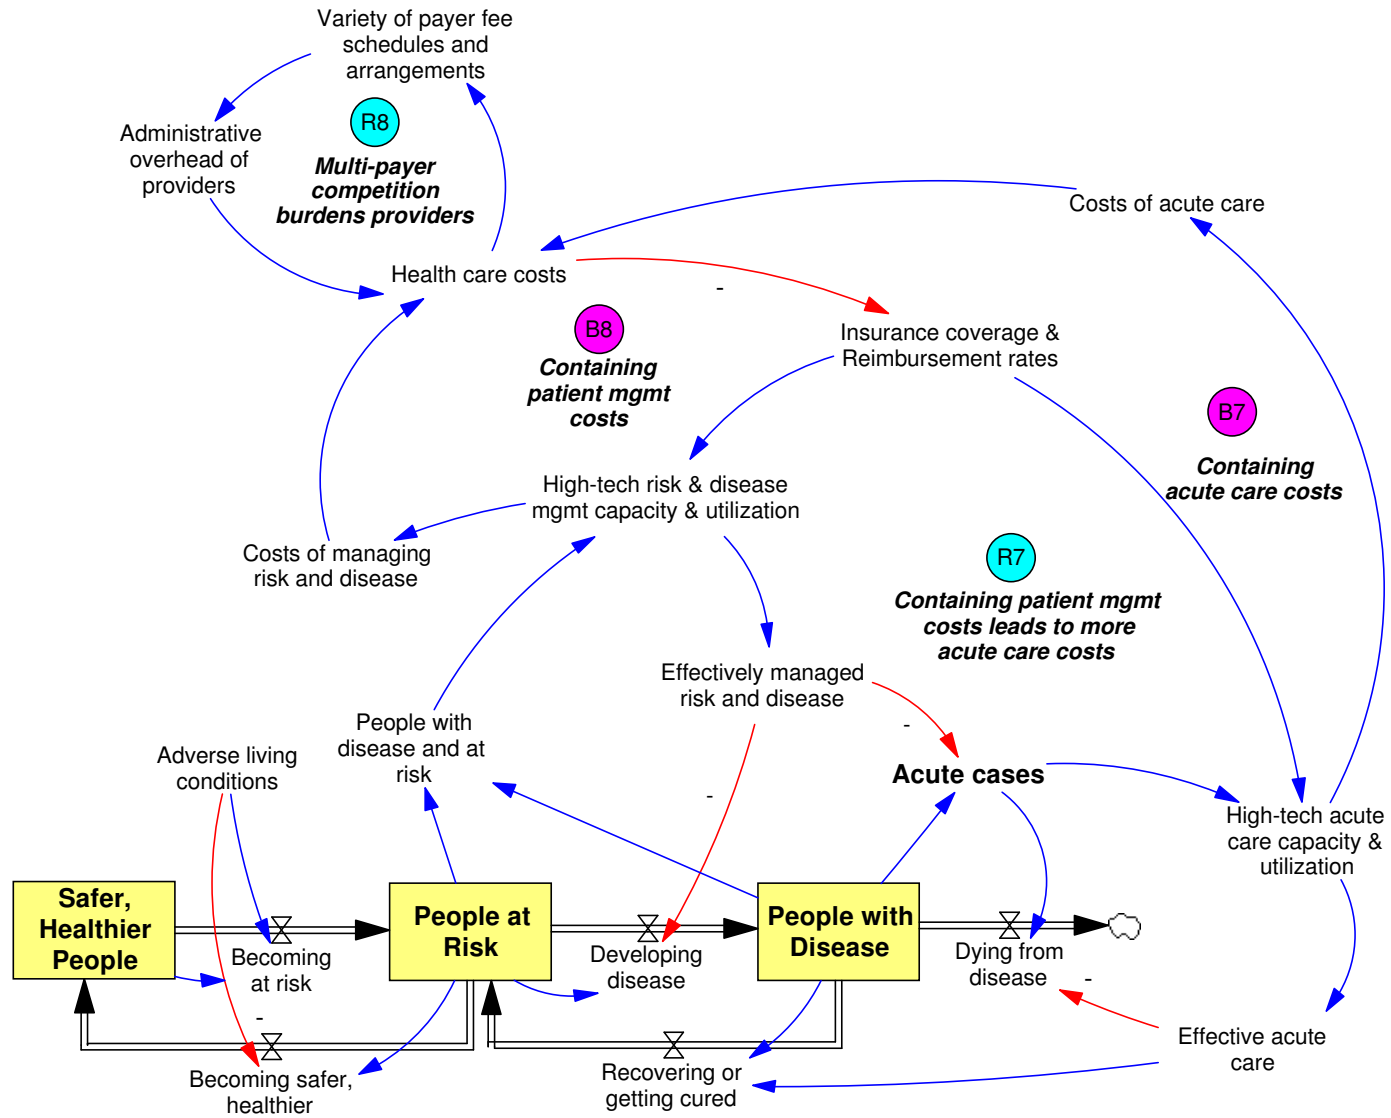 Variety of payer fee
schedules and
arrangements
R8
Multi-payer
competition
burdens providers
Administrative
overhead of
providers
Costs of acute care
Health care costs
-
B8
Containing
patient mgmt
costs
Insurance coverage &
Reimbursement rates
B7
Containing
acute care costs
High-tech risk & disease
mgmt capacity & utilization
Costs of managing
risk and disease
R7
Containing patient mgmt
costs leads to more
acute care costs
Effectively managed
risk and disease
-
-
People with
disease and at
risk
Adverse living
conditions
Acute cases
High-tech acute
care capacity &
utilization
Safer,
Healthier
People
Becoming
at risk
People at
Risk
Developing
disease
People with
Disease
Dying from
disease
-
-
Becoming safer,
healthier
Recovering or
getting cured
Effective acute
care